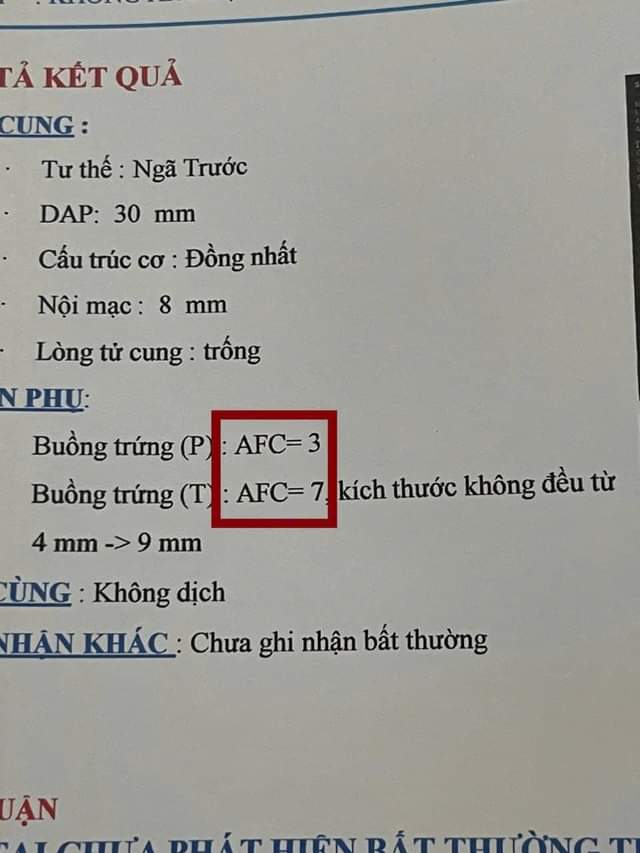 TẢ KẾT QUẢ
CUNG :
· Tư thế : Ngã Trước
· DAP: 30 mm
· Cấu trúc cơ : Đồng nhất
· Nội mạc : 8 mm
· Lòng tử cung : trống
N PHỤ:
Buồng trứng (P) : AFC= 3
Buồng trứng (T) : AFC= 7, kích thước không đều từ
4 mm -> 9 mm
CÙNG : Không dịch
NHẬN KHÁC : Chưa ghi nhận bất thường
UẬN
CHƯA PHÁT HIỆN BẤT THƯỜNG